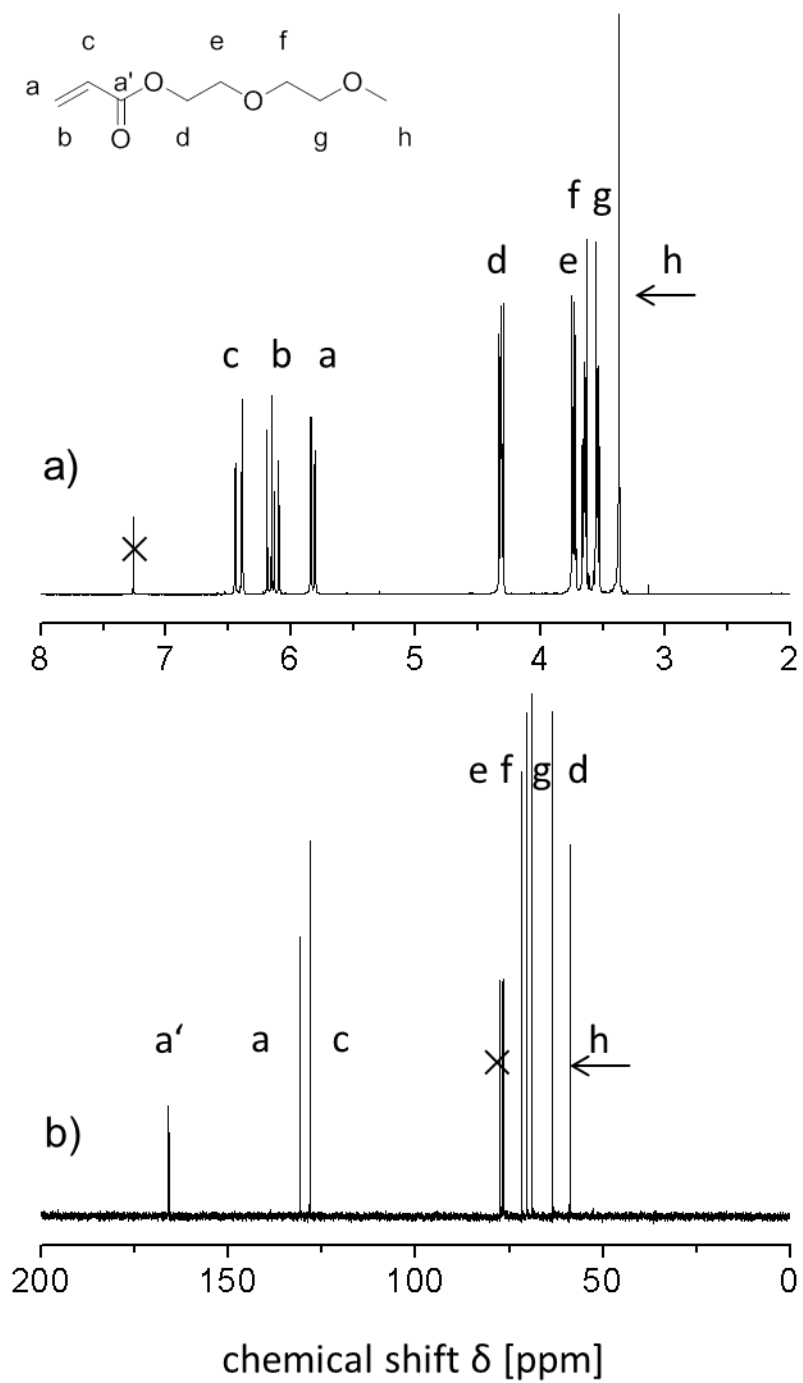 c e f
a a' O O
b O d O g h
f g
d e h
c b a
a)
8 7 6 5 4 3 2
e f g d
a‘ a c h
b)
200 150 100 50 0
chemical shift δ [ppm]